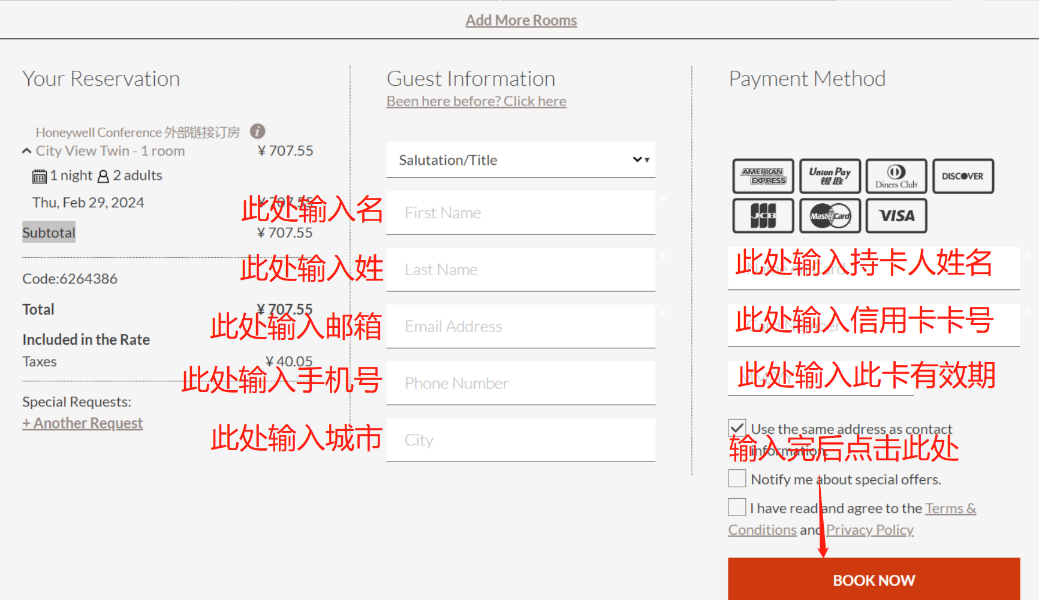 Add More Rooms
Your Reservation
Honeywell Conference 外部链接订房 i
City View Twin - 1 room ¥ 707.55
1 night 2 adults
Thu, Feb 29, 2024 ¥ 707.55
Subtotal ¥ 707.55
Code:6264386
Total ¥ 707.55
Included in the Rate
Taxes ¥ 40.05
Special Requests:
+ Another Request
Guest Information
Been here before? Click here
Salutation/Title
此处输入名 First Name
此处输入姓 Last Name
此处输入邮箱 Email Address
此处输入手机号 Phone Number
此处输入城市 City
Payment Method
AMERICAN EXPRESS UnionPay 银联 Diners Club DISCOVER
JCB MasterCard VISA
此处输入持卡人姓名
此处输入信用卡卡号
此处输入此卡有效期
Use the same address as contact
information.
输入完后点击此处
Notify me about special offers.
I have read and agree to the Terms &
Conditions and Privacy Policy
BOOK NOW